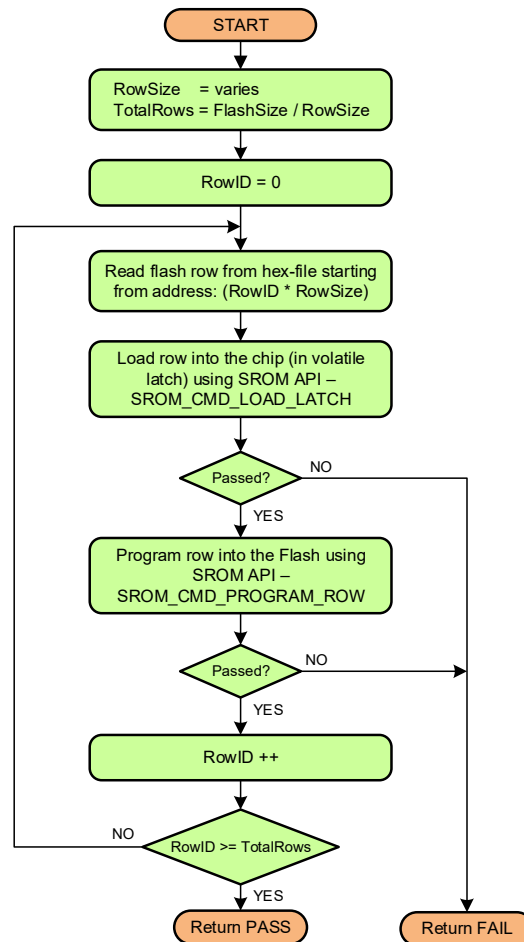 START
RowSize = varies
TotalRows = FlashSize / RowSize
RowID = 0
Read flash row from hex-file starting
from address: (RowID * RowSize)
Load row into the chip (in volatile
latch) using SROM API –
SROM_CMD_LOAD_LATCH
Passed?
NO
YES
Program row into the Flash using
SROM API –
SROM_CMD_PROGRAM_ROW
Passed?
NO
YES
RowID ++
NO
RowID >= TotalRows
YES
Return PASS
Return FAIL